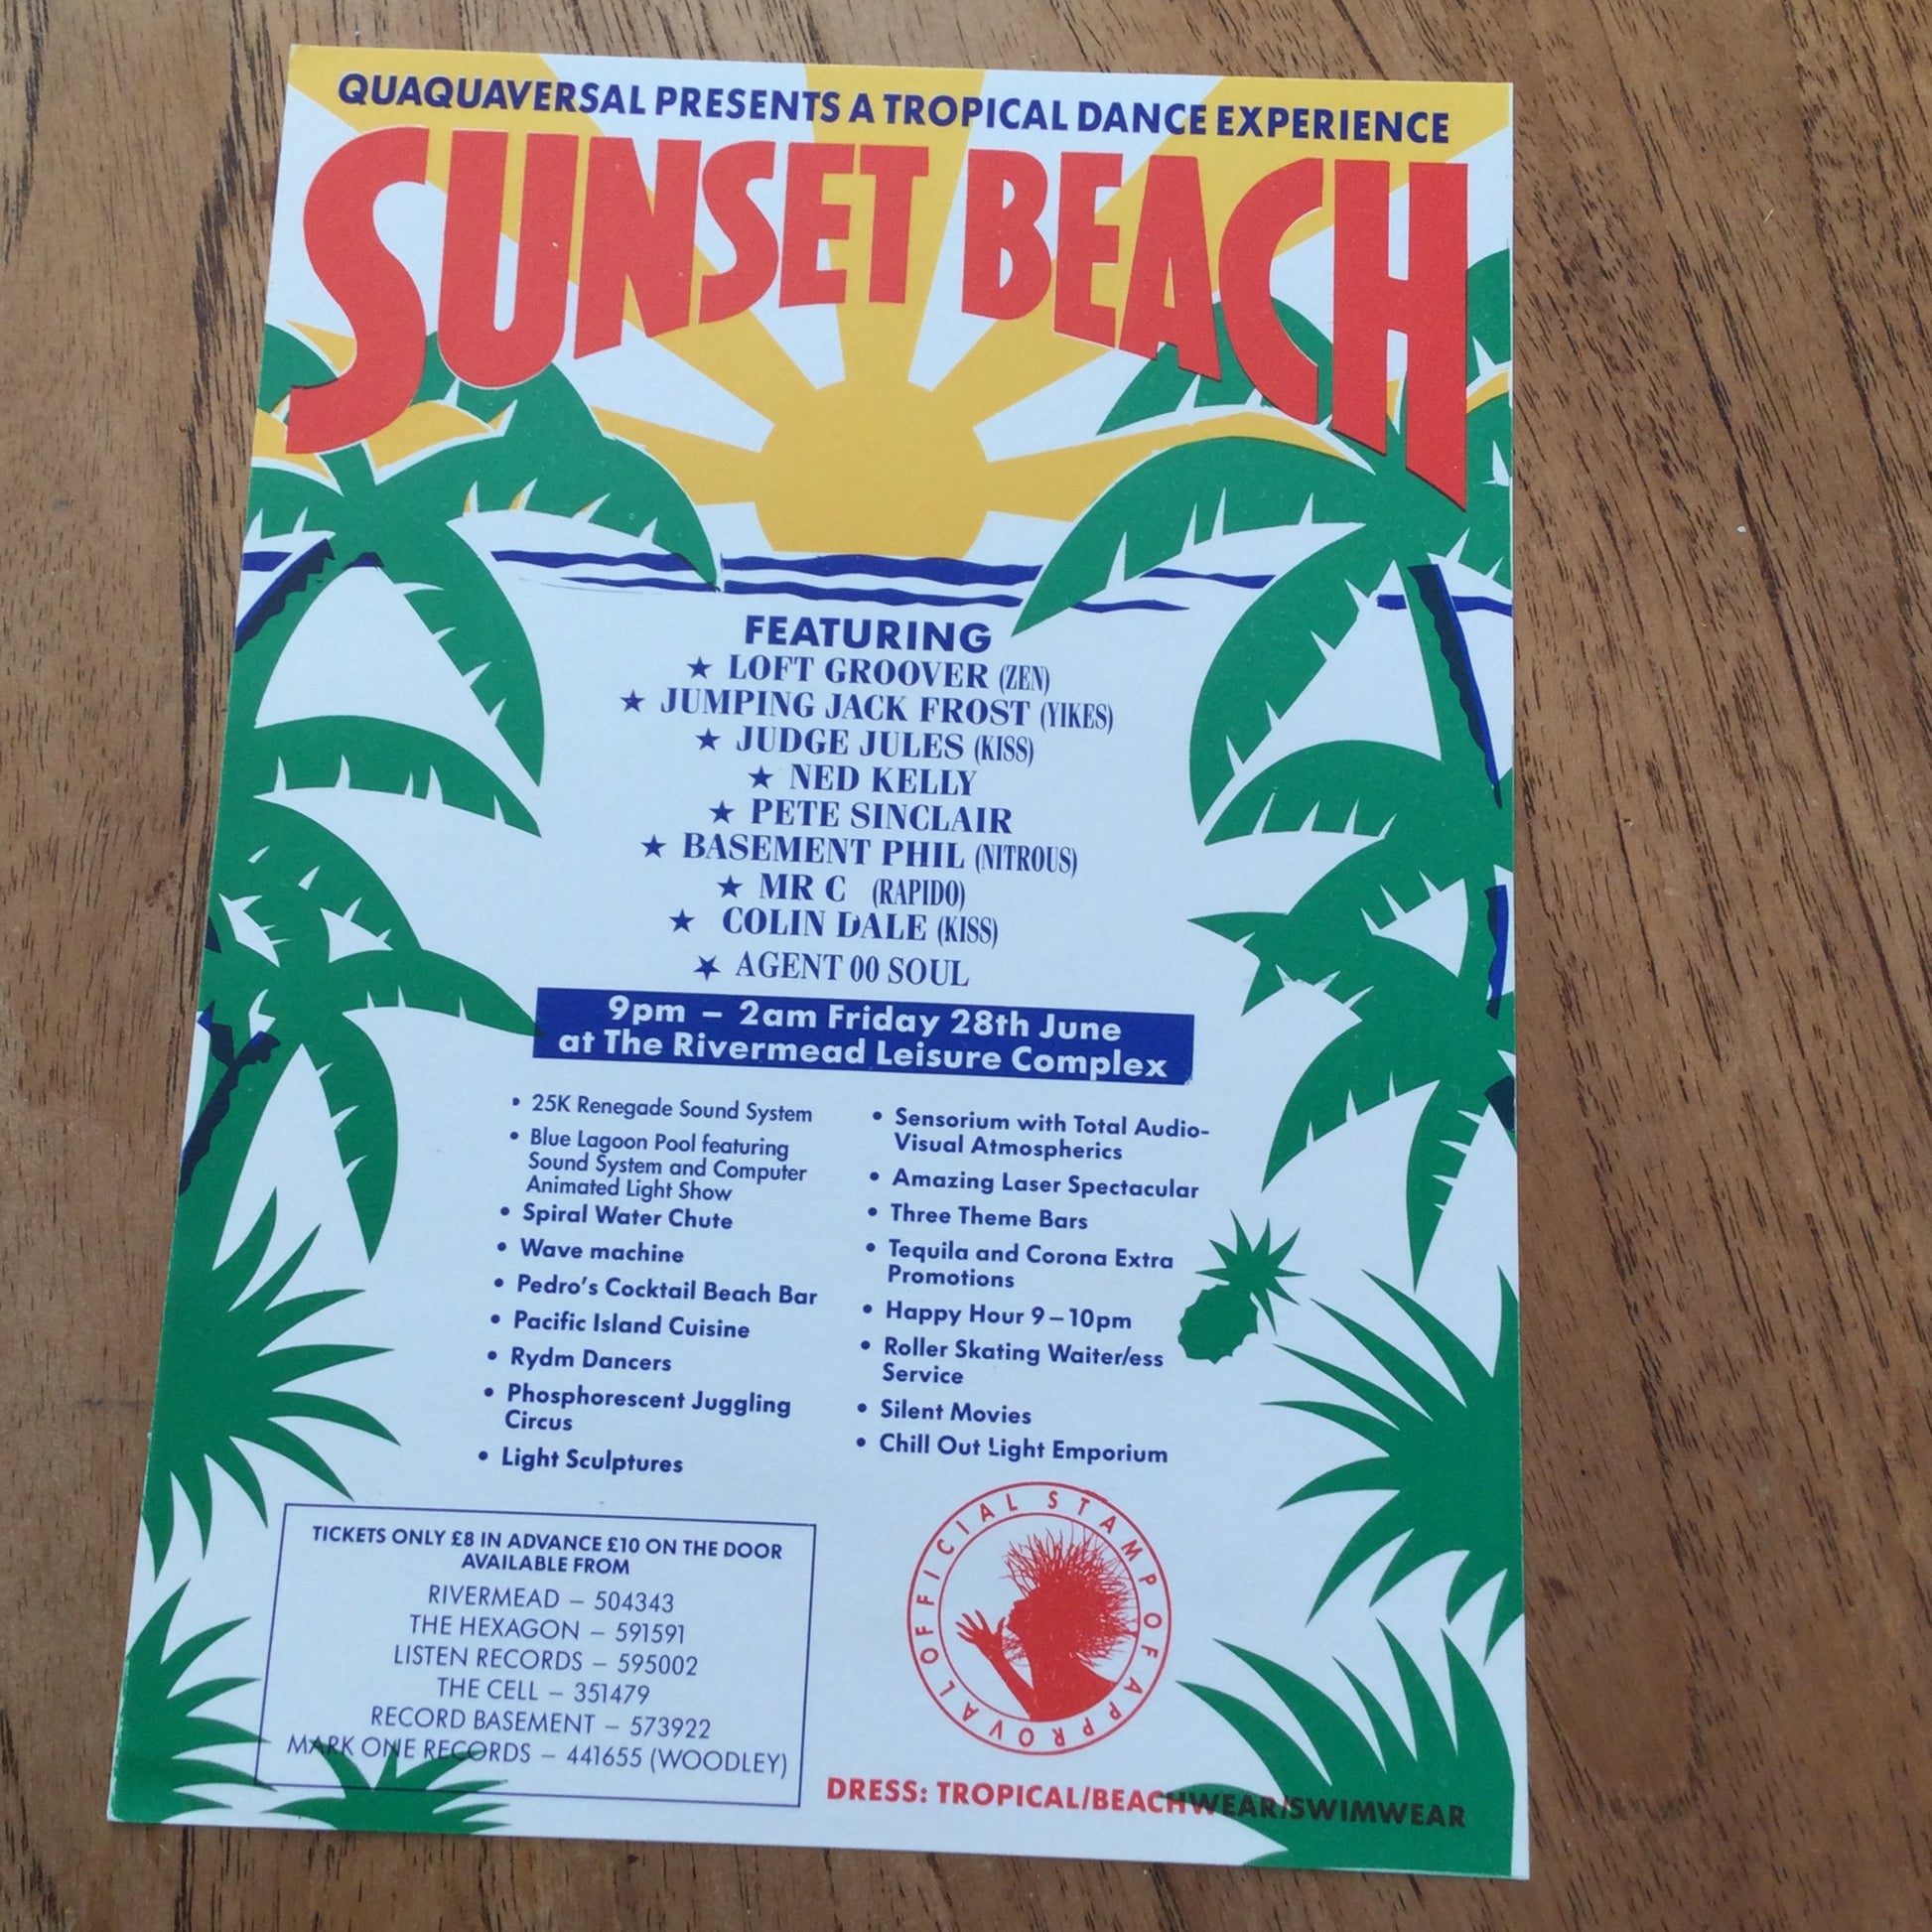 QUAQUAVERSAL PRESENTS A TROPICAL DANCE EXPERIENCE
SUNSET BEACH
FEATURING
★ LOFT GROOVER (ZEN)
★ JUMPING JACK FROST (YIKES)
★ JUDGE JULES (KISS)
★ NED KELLY
★ PETE SINCLAIR
★ BASEMENT PHIL (NITROUS)
★ MR C (RAPIDO)
★ COLIN DALE (KISS)
★ AGENT 00 SOUL
9pm – 2am Friday 28th June
at The Rivermead Leisure Complex
• 25K Renegade Sound System
• Blue Lagoon Pool featuring
Sound System and Computer
Animated Light Show
• Spiral Water Chute
• Wave machine
• Pedro's Cocktail Beach Bar
• Pacific Island Cuisine
• Rydm Dancers
• Phosphorescent Juggling
Circus
• Light Sculptures
• Sensorium with Total Audio-
Visual Atmospherics
• Amazing Laser Spectacular
• Three Theme Bars
• Tequila and Corona Extra
Promotions
• Happy Hour 9–10pm
• Roller Skating Waiter/ess
Service
• Silent Movies
• Chill Out Light Emporium
TICKETS ONLY £8 IN ADVANCE £10 ON THE DOOR
AVAILABLE FROM
RIVERMEAD – 504343
THE HEXAGON – 591591
LISTEN RECORDS – 595002
THE CELL – 351479
RECORD BASEMENT – 573922
MARK ONE RECORDS – 441655 (WOODLEY)
OFFICIAL STAMP OF APPROVAL
DRESS: TROPICAL/BEACHWEAR/SWIMWEAR